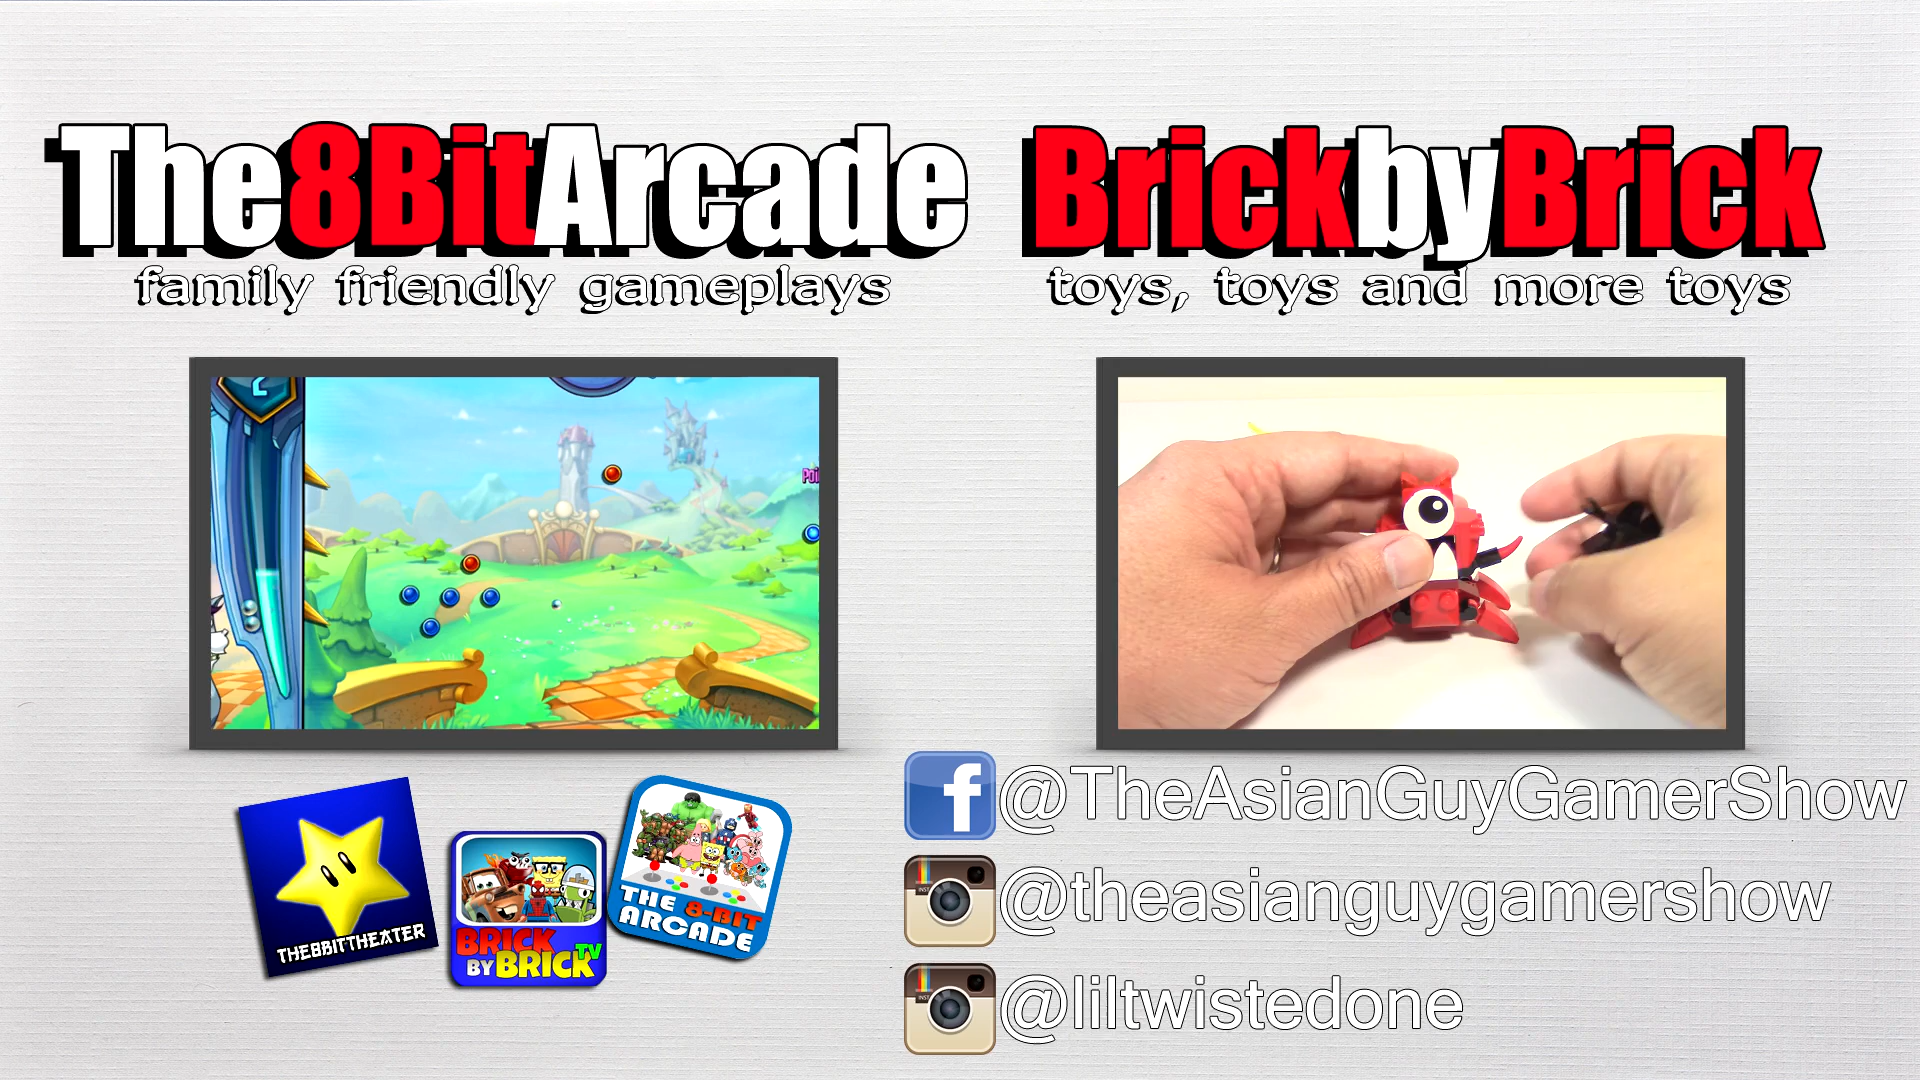 The8BitArcade
family friendly gameplays
BrickbyBrick
toys, toys and more toys
2
@TheAsianGuyGamerShow
@theasianguygamershow
@liltwistedone
THE8BITTHEATER
BRICK
BY BRICK TV
THE 8-BIT
ARCADE